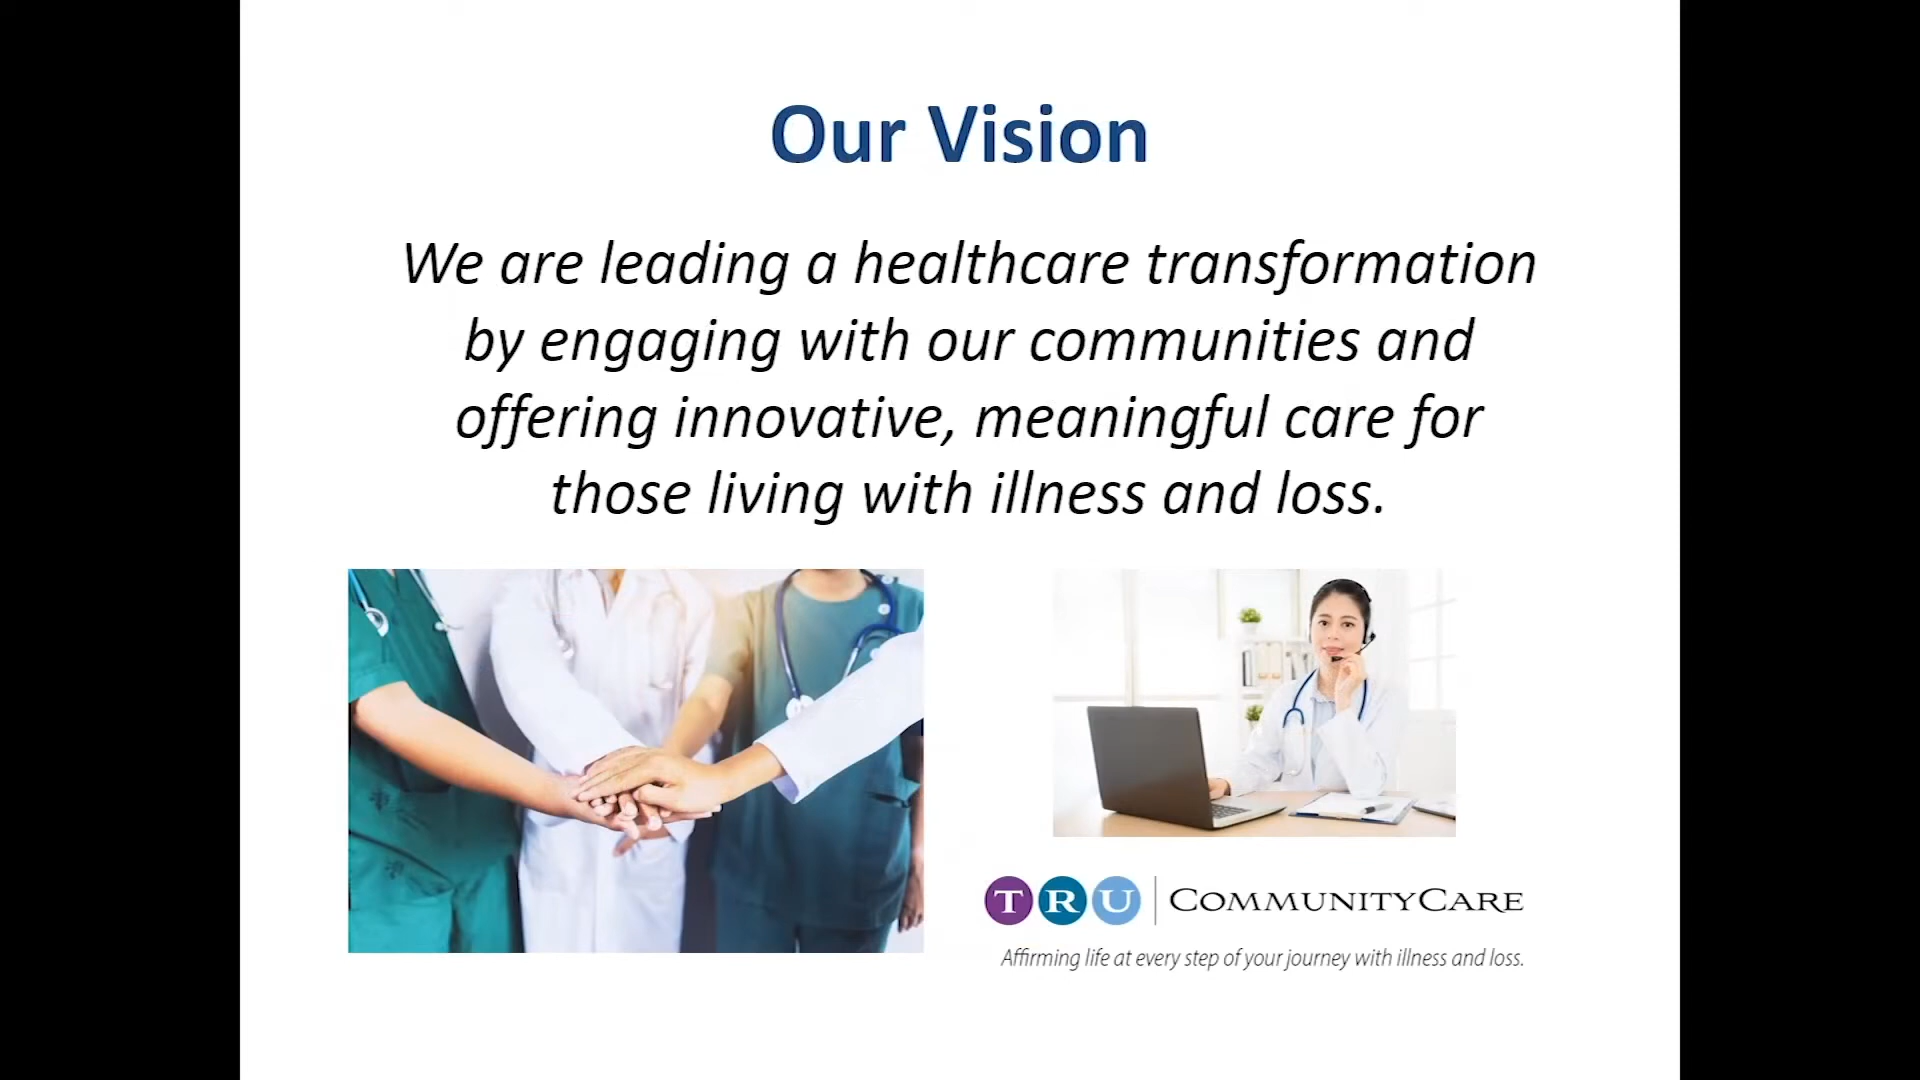 Our Vision
We are leading a healthcare transformation
by engaging with our communities and
offering innovative, meaningful care for
those living with illness and loss.
TRU | COMMUNITYCARE
Affirming life at every step of your journey with illness and loss.